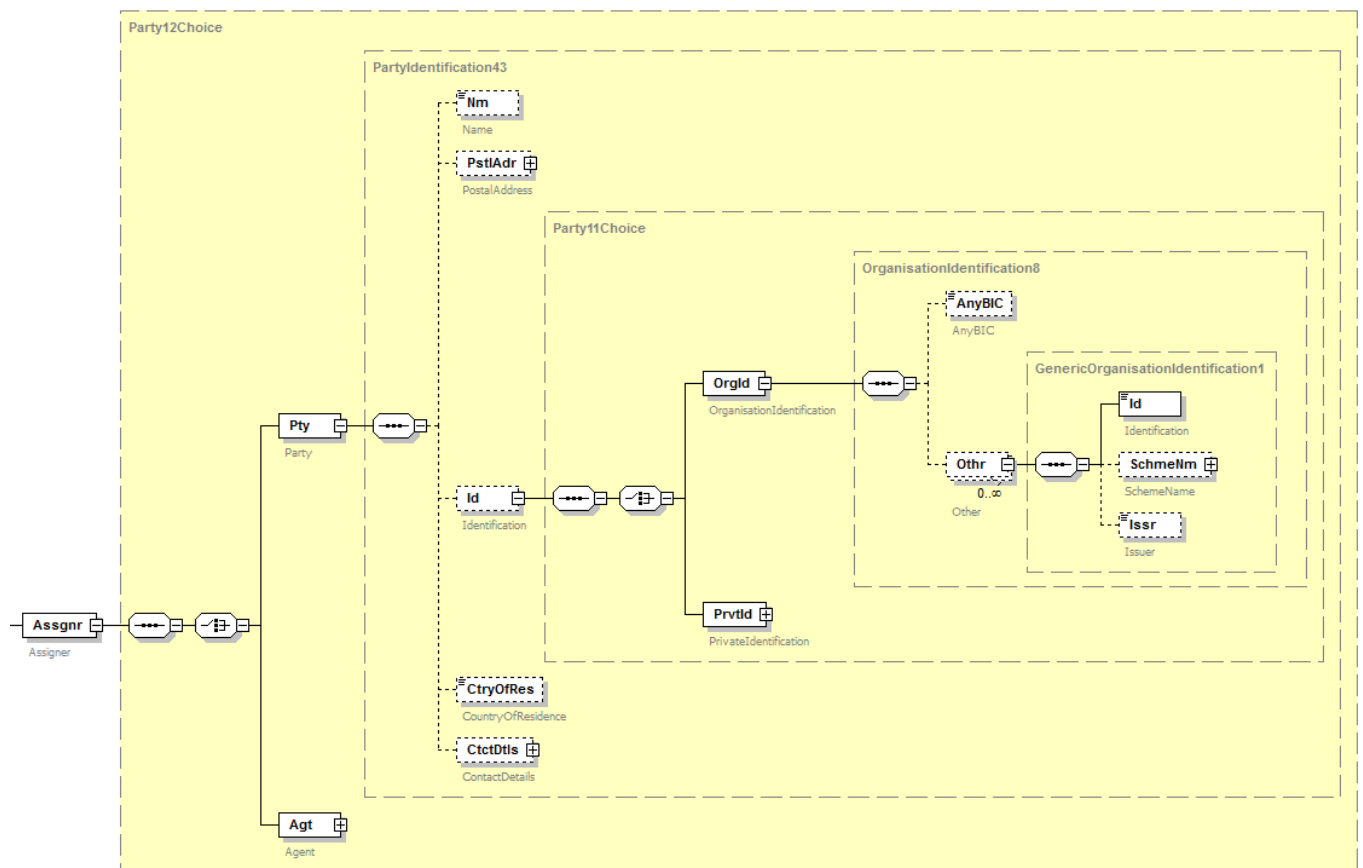 Party12Choice
PartyIdentification43
Nm
Name
PstlAdr
PostalAddress
Party11Choice
OrganisationIdentification8
AnyBIC
AnyBIC
GenericOrganisationIdentification1
OrgId
OrganisationIdentification
Id
Identification
Pty
Party
Othr
0..∞
Other
SchmeNm
SchemeName
Id
Identification
Issr
Issuer
Assgnr
Assigner
PrvtId
PrivateIdentification
CtryOfRes
CountryOfResidence
CtctDtls
ContactDetails
Agt
Agent